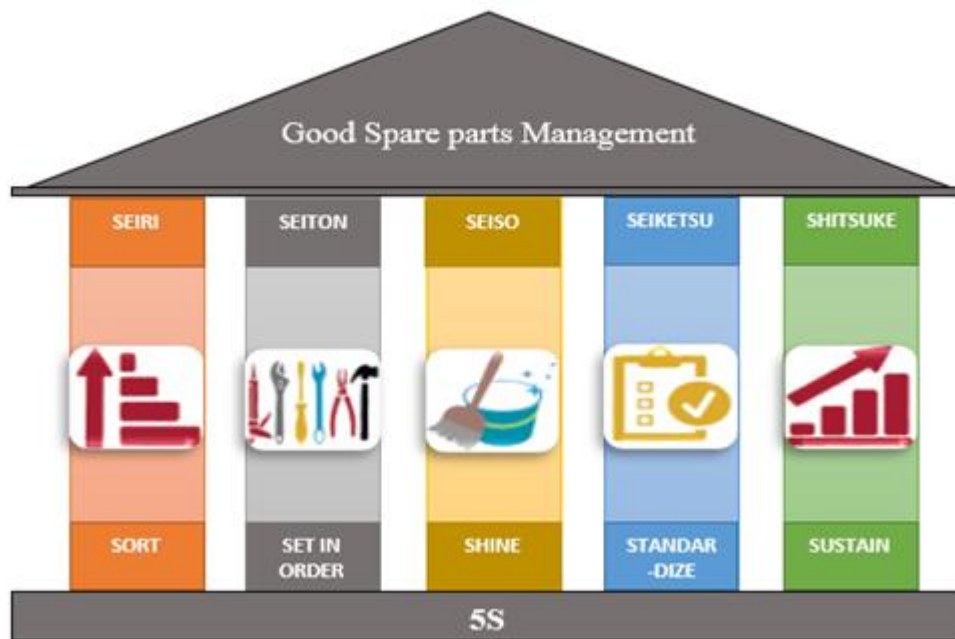 Good Spare parts Management
SEIRI
SEITON
SEISO
SEIKETSU
SHITSUKE
SORT
SET IN
ORDER
SHINE
STANDAR
-DIZE
SUSTAIN
5S